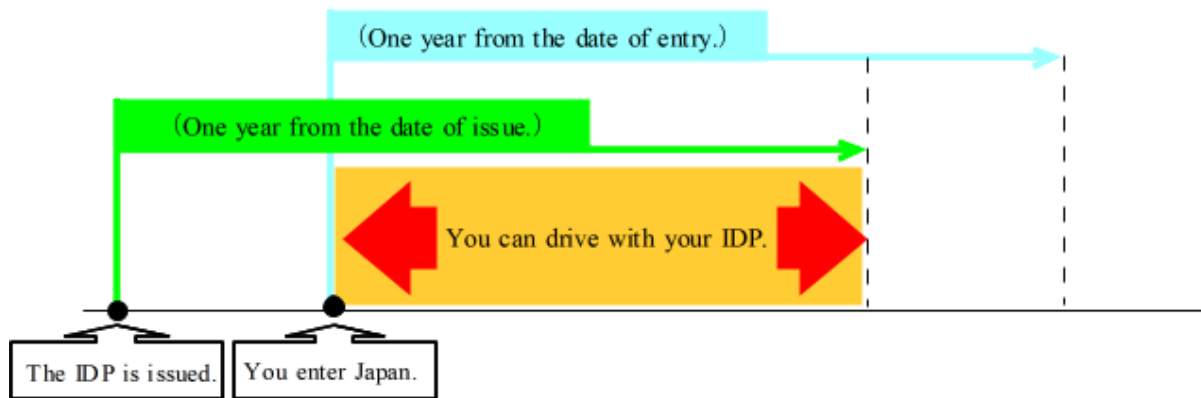 (One year from the date of entry.)
(One year from the date of issue.)
You can drive with your IDP.
The IDP is issued.
You enter Japan.